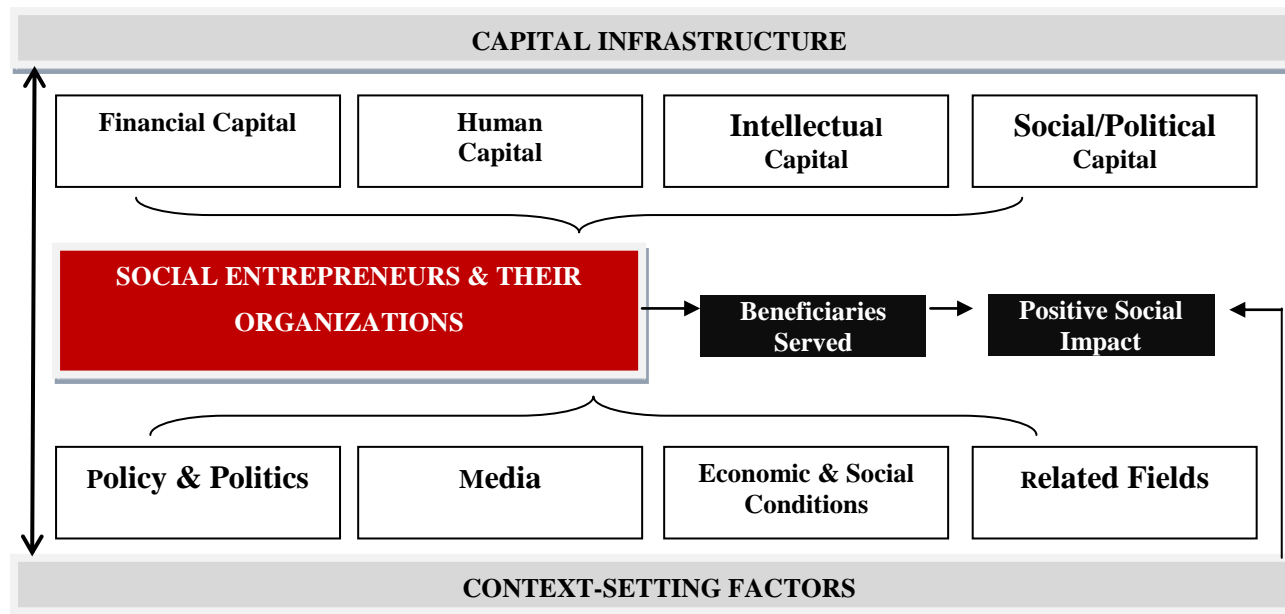 CAPITAL INFRASTRUCTURE
Financial Capital
Human
Capital
Intellectual
Capital
Social/Political
Capital
SOCIAL ENTREPRENEURS & THEIR
ORGANIZATIONS
Beneficiaries
Served
Positive Social
Impact
Policy & Politics
Media
Economic & Social
Conditions
Related Fields
CONTEXT-SETTING FACTORS